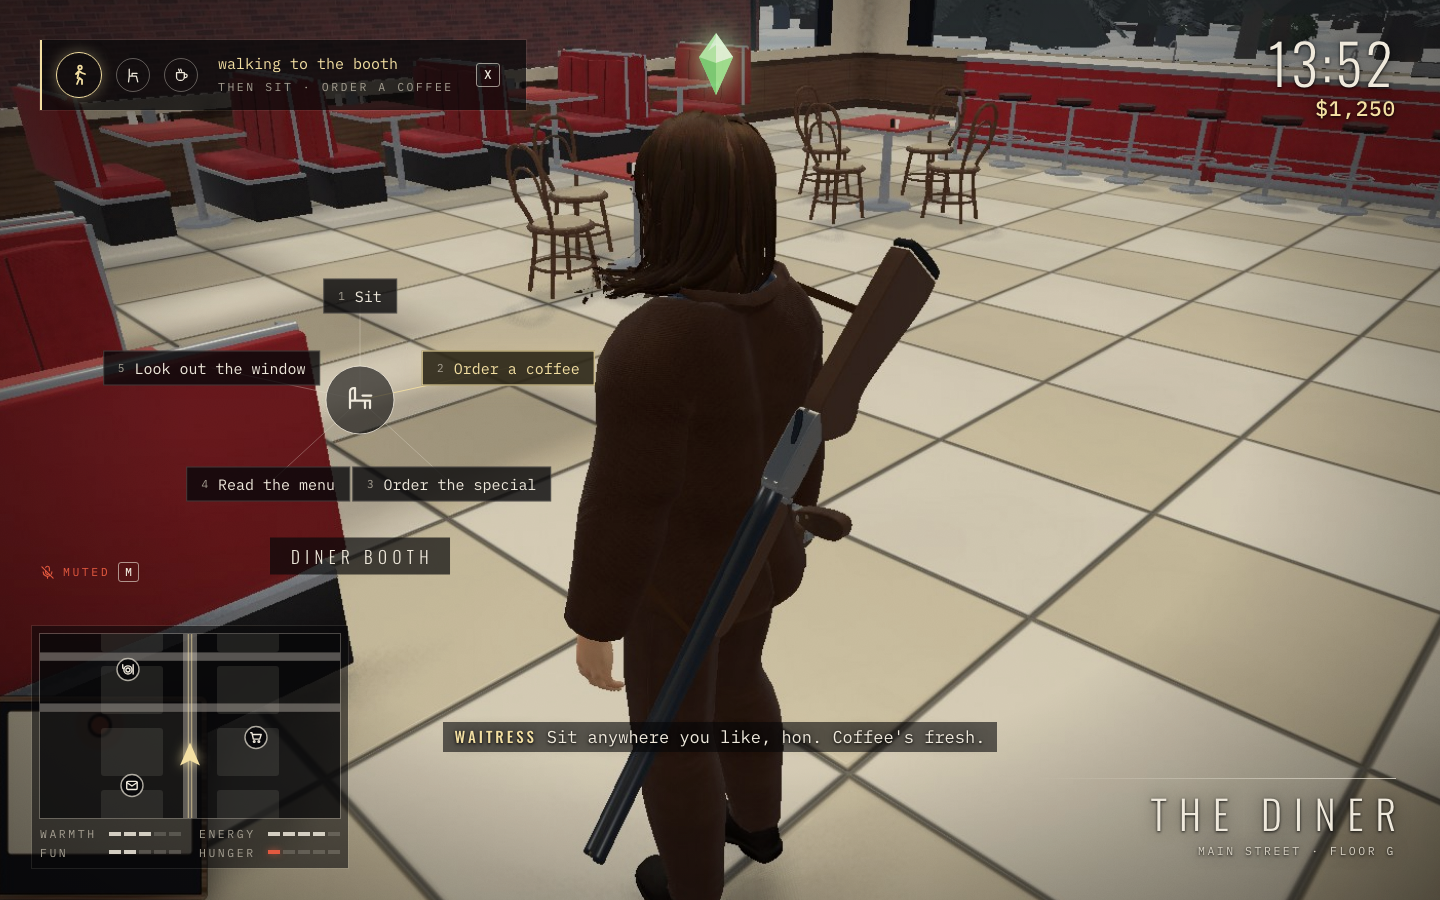 walking to the booth
THEN SIT · ORDER A COFFEE
X
13:52
$1,250
1 Sit
5 Look out the window
2 Order a coffee
4 Read the menu
3 Order the special
DINER BOOTH
MUTED M
WAITRESS Sit anywhere you like, hon. Coffee's fresh.
THE DINER
MAIN STREET · FLOOR G
WARMTH
ENERGY
FUN
HUNGER